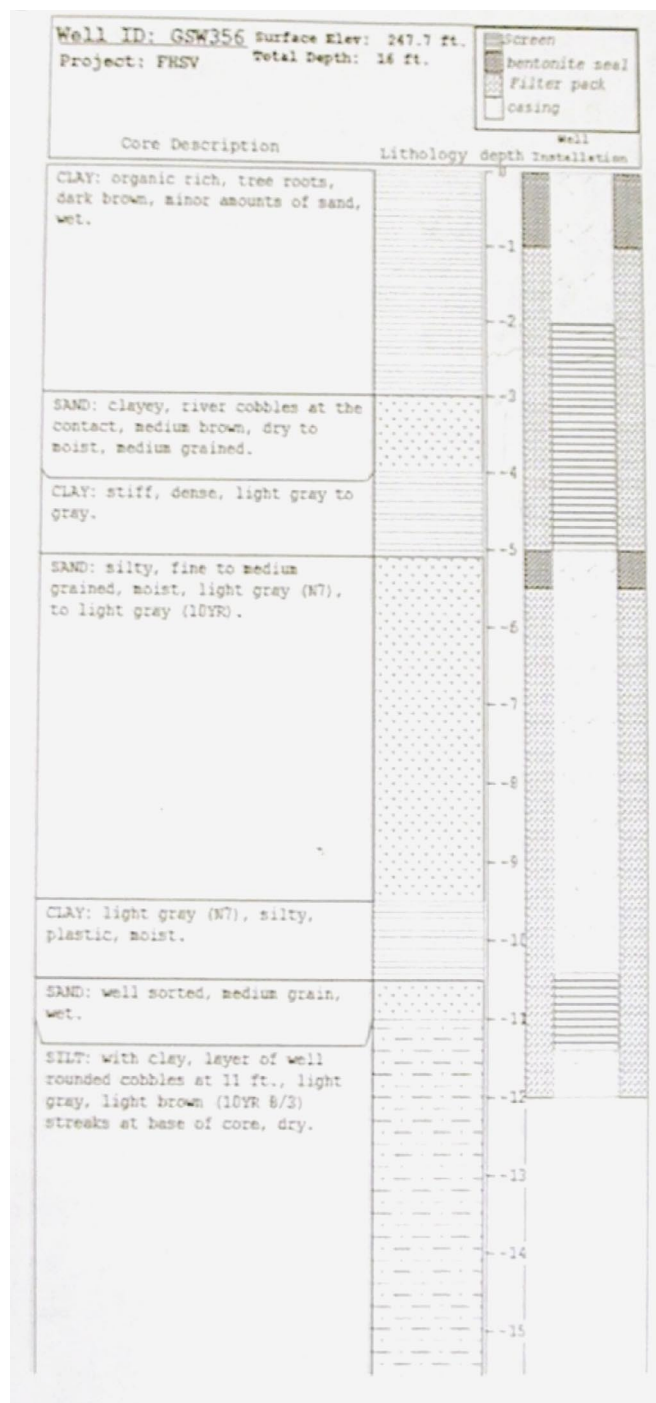 Well ID: GSW356 Surface Elev: 247.7 ft.
Project: FHSV Total Depth: 16 ft.
Screen
bentonite seal
Filter pack
casing
Core Description
Lithology depth Well Installation
0
CLAY: organic rich, tree roots,
dark brown, minor amounts of sand,
wet.
-1
-2
-3
SAND: clayey, river cobbles at the
contact, medium brown, dry to
moist, medium grained.
-4
CLAY: stiff, dense, light gray to
gray.
-5
SAND: silty, fine to medium
grained, moist, light gray (N7),
to light gray (10YR).
-6
-7
-8
-9
CLAY: light gray (N7), silty,
plastic, moist.
-10
SAND: well sorted, medium grain,
wet.
-11
SILT: with clay, layer of well
rounded cobbles at 11 ft., light
gray, light brown (10YR 8/3)
streaks at base of core, dry.
-12
-13
-14
-15